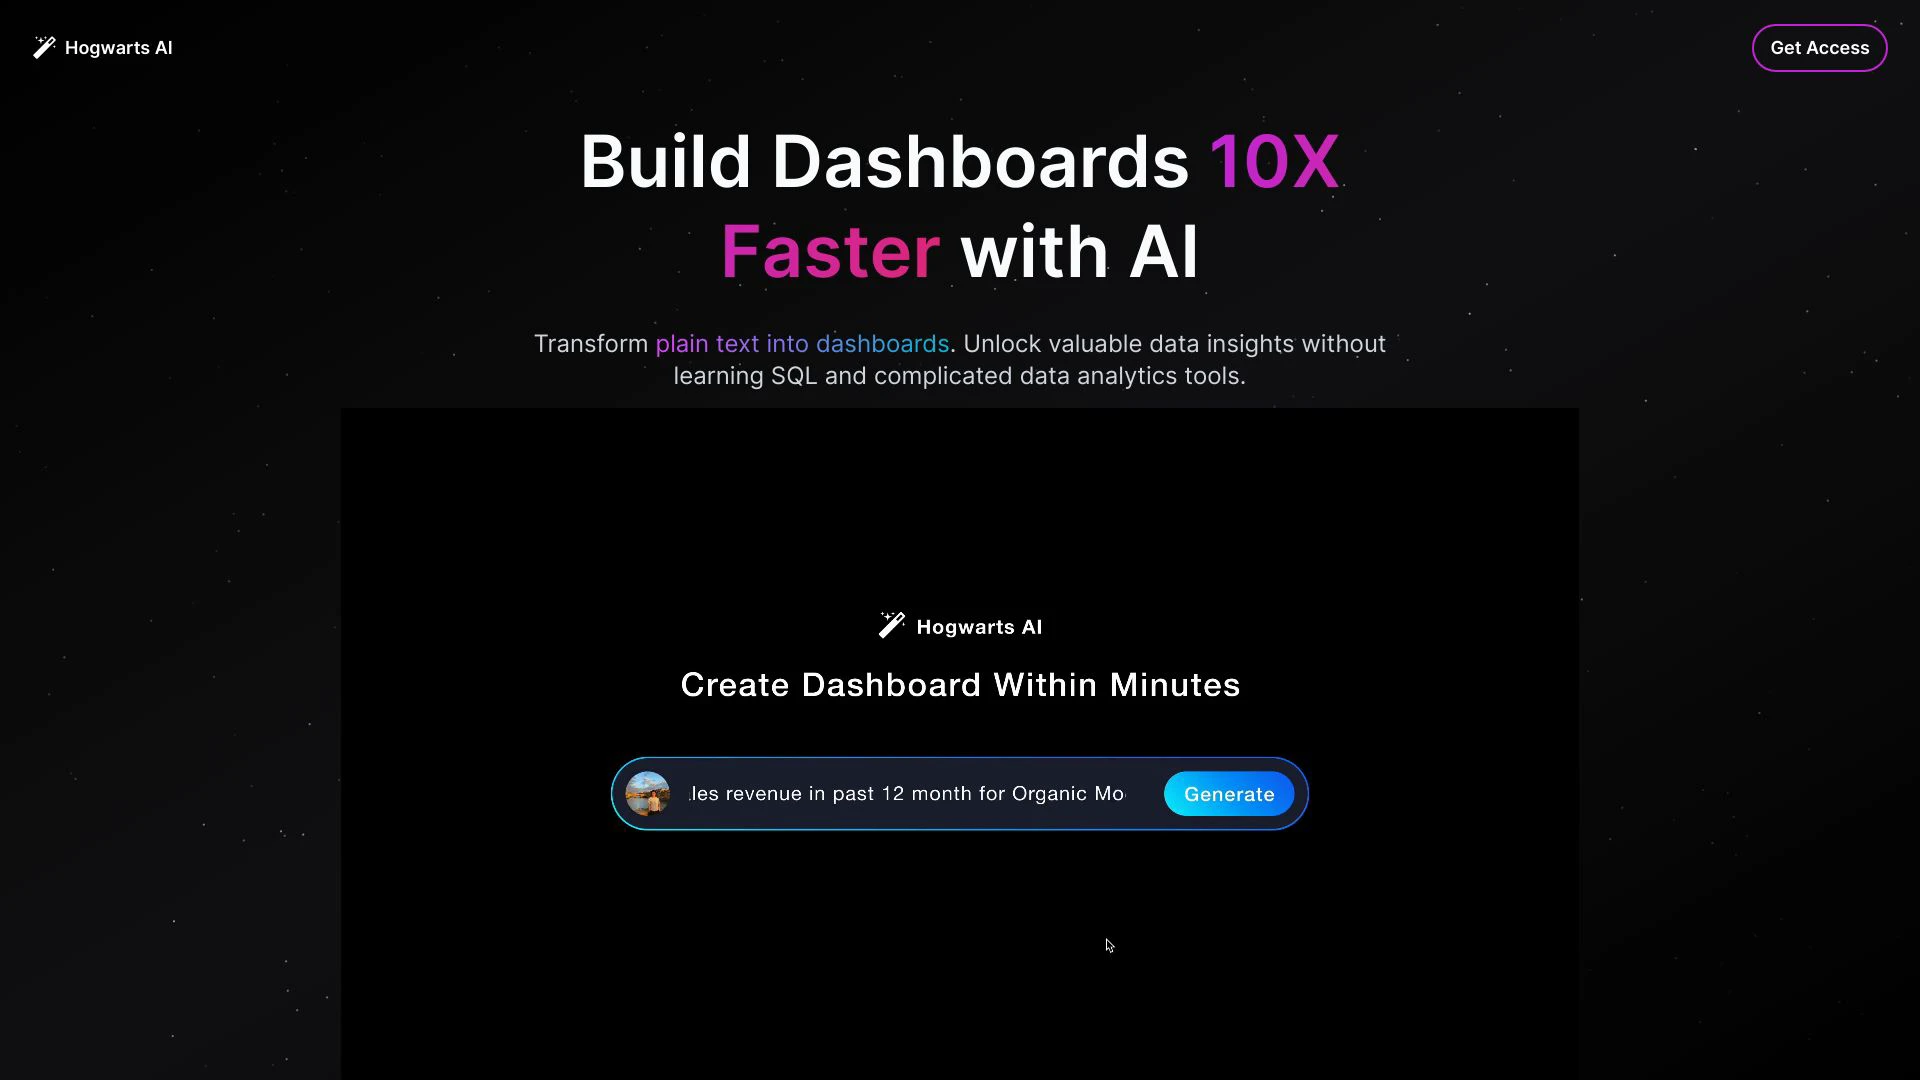 Hogwarts AI
Get Access
Build Dashboards 10X
Faster with AI
Transform plain text into dashboards. Unlock valuable data insights without
learning SQL and complicated data analytics tools.
Hogwarts AI
Create Dashboard Within Minutes
revenue in past 12 month for Organic
Generate